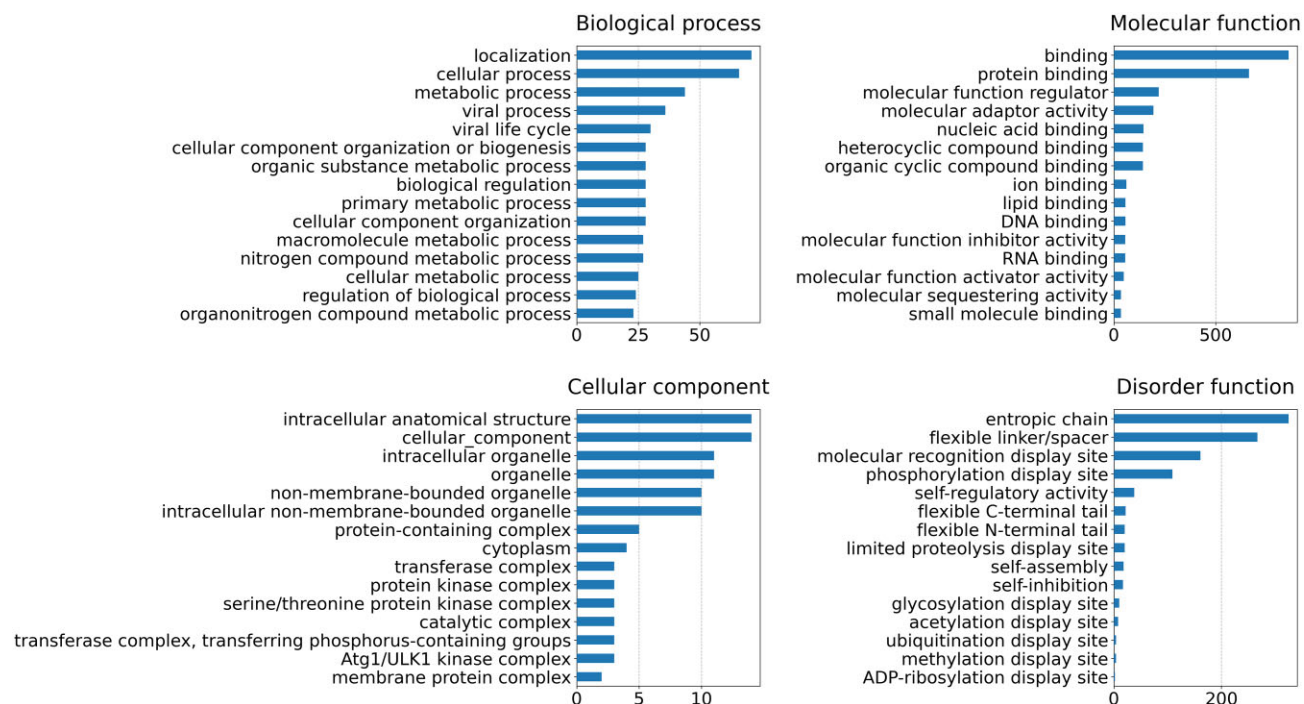 Biological process
localization
cellular process
metabolic process
viral process
viral life cycle
cellular component organization or biogenesis
organic substance metabolic process
biological regulation
primary metabolic process
cellular component organization
macromolecule metabolic process
nitrogen compound metabolic process
cellular metabolic process
regulation of biological process
organonitrogen compound metabolic process
0 25 50
Molecular function
binding
protein binding
molecular function regulator
molecular adaptor activity
nucleic acid binding
heterocyclic compound binding
organic cyclic compound binding
ion binding
lipid binding
DNA binding
molecular function inhibitor activity
RNA binding
molecular function activator activity
molecular sequestering activity
small molecule binding
0 500
Cellular component
intracellular anatomical structure
cellular_component
intracellular organelle
organelle
non-membrane-bounded organelle
intracellular non-membrane-bounded organelle
protein-containing complex
cytoplasm
transferase complex
protein kinase complex
serine/threonine protein kinase complex
catalytic complex
transferase complex, transferring phosphorus-containing groups
Atg1/ULK1 kinase complex
membrane protein complex
0 5 10
Disorder function
entropic chain
flexible linker/spacer
molecular recognition display site
phosphorylation display site
self-regulatory activity
flexible C-terminal tail
flexible N-terminal tail
limited proteolysis display site
self-assembly
self-inhibition
glycosylation display site
acetylation display site
ubiquitination display site
methylation display site
ADP-ribosylation display site
0 200